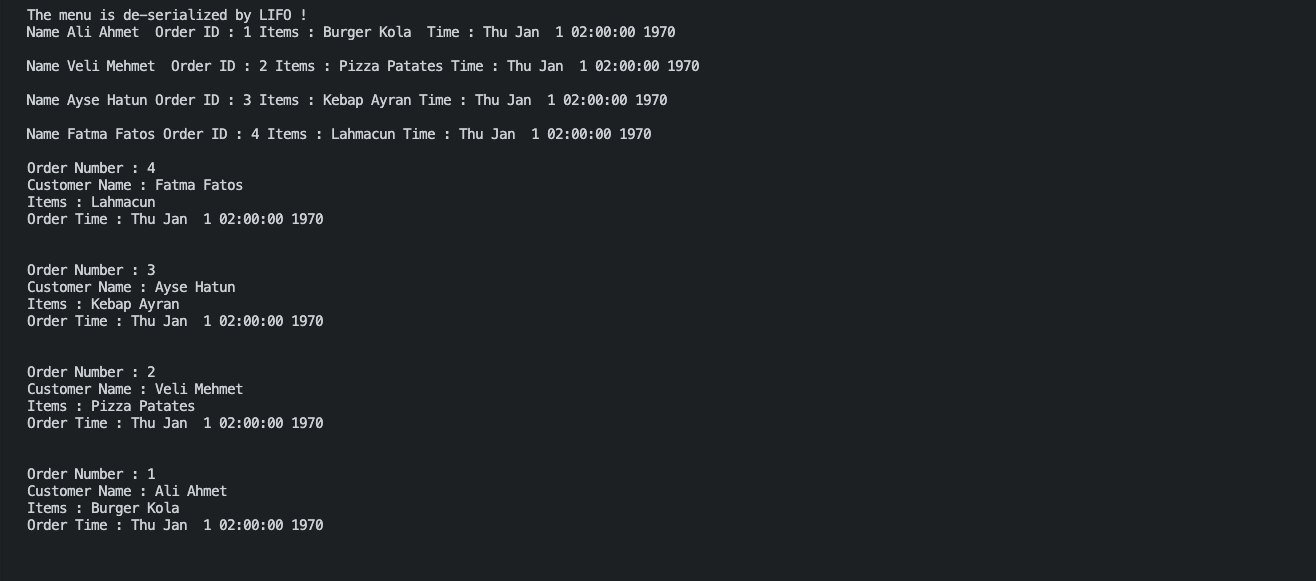 The menu is de-serialized by LIFO !
Name Ali Ahmet  Order ID : 1 Items : Burger Kola  Time : Thu Jan  1 02:00:00 1970
Name Veli Mehmet  Order ID : 2 Items : Pizza Patates Time : Thu Jan  1 02:00:00 1970
Name Ayse Hatun Order ID : 3 Items : Kebap Ayran Time : Thu Jan  1 02:00:00 1970
Name Fatma Fatos Order ID : 4 Items : Lahmacun Time : Thu Jan  1 02:00:00 1970
Order Number : 4
Customer Name : Fatma Fatos
Items : Lahmacun
Order Time : Thu Jan  1 02:00:00 1970
Order Number : 3
Customer Name : Ayse Hatun
Items : Kebap Ayran
Order Time : Thu Jan  1 02:00:00 1970
Order Number : 2
Customer Name : Veli Mehmet
Items : Pizza Patates
Order Time : Thu Jan  1 02:00:00 1970
Order Number : 1
Customer Name : Ali Ahmet
Items : Burger Kola
Order Time : Thu Jan  1 02:00:00 1970